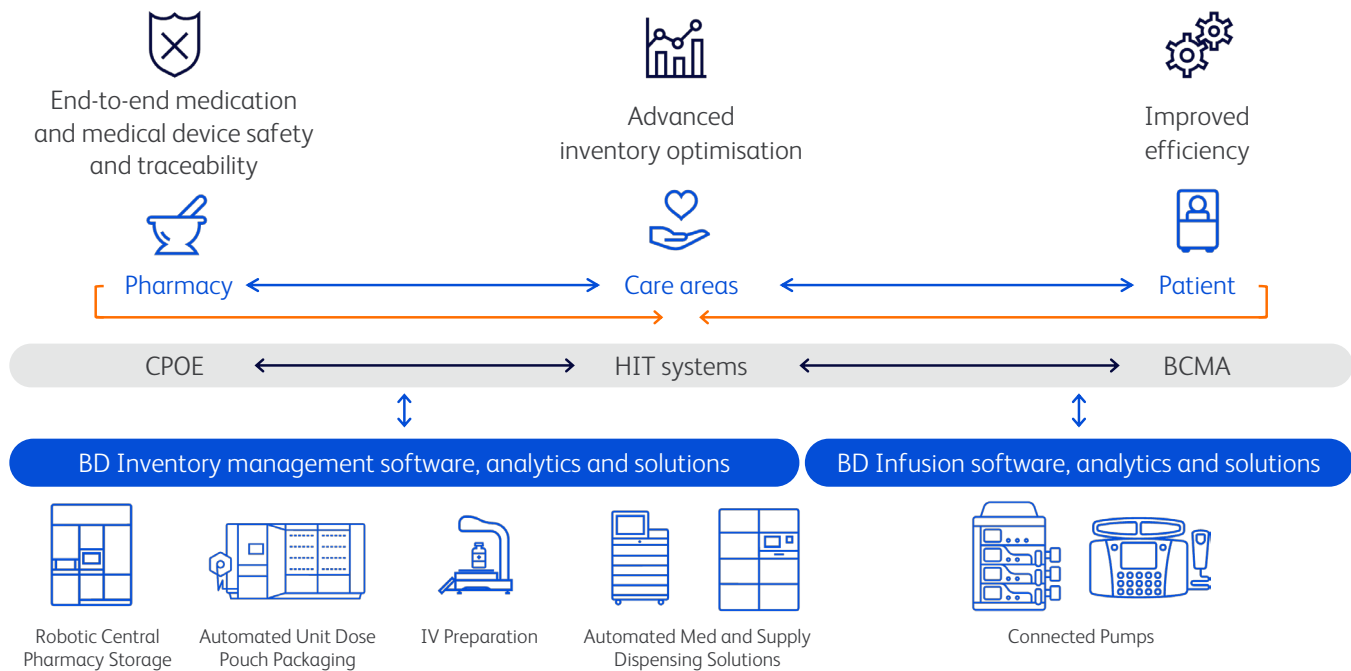 End-to-end medication
and medical device safety
and traceability
Advanced
inventory optimisation
Improved
efficiency
Pharmacy
Care areas
Patient
CPOE
HIT systems
BCMA
BD Inventory management software, analytics and solutions
BD Infusion software, analytics and solutions
Robotic Central
Pharmacy Storage
Automated Unit Dose
Pouch Packaging
IV Preparation
Automated Med and Supply
Dispensing Solutions
Connected Pumps